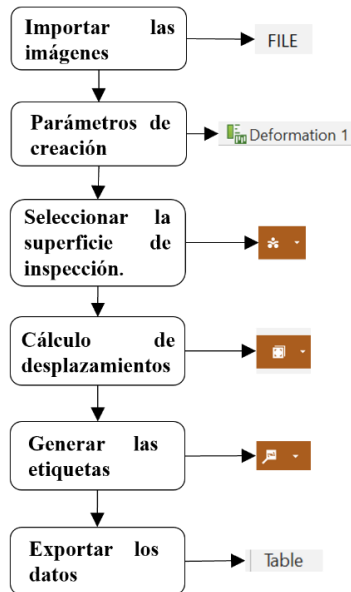 Importar las
imágenes
FILE
Parámetros de
creación
Deformation 1
Seleccionar la
superficie de
inspección.
Cálculo de
desplazamientos
Generar las
etiquetas
Exportar los
datos
Table